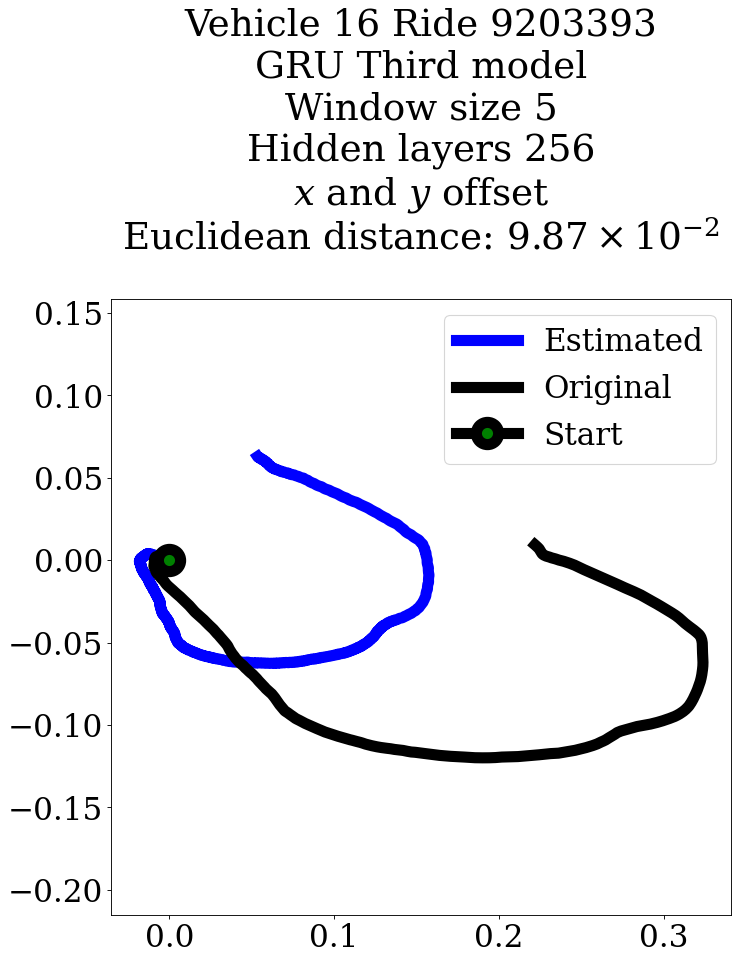 Vehicle 16 Ride 9203393
GRU Third model
Window size 5
Hidden layers 256
x and y offset
Euclidean distance: 9.87 × 10⁻²
Estimated
Original
Start
0.15
0.10
0.05
0.00
−0.05
−0.10
−0.15
−0.20
0.0 0.1 0.2 0.3